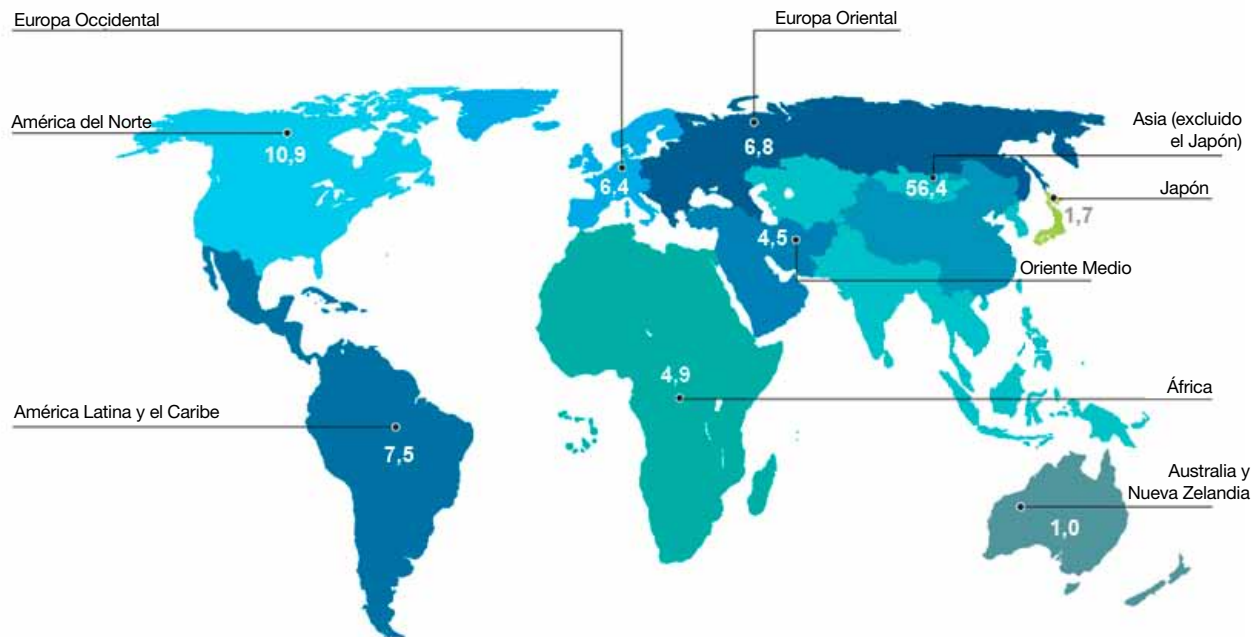 Europa Occidental
Europa Oriental
América del Norte
10,9
6,8
Asia (excluido
el Japón)
6,4
56,4
Japón
1,7
4,5
Oriente Medio
4,9
África
América Latina y el Caribe
7,5
Australia y
Nueva Zelandia
1,0